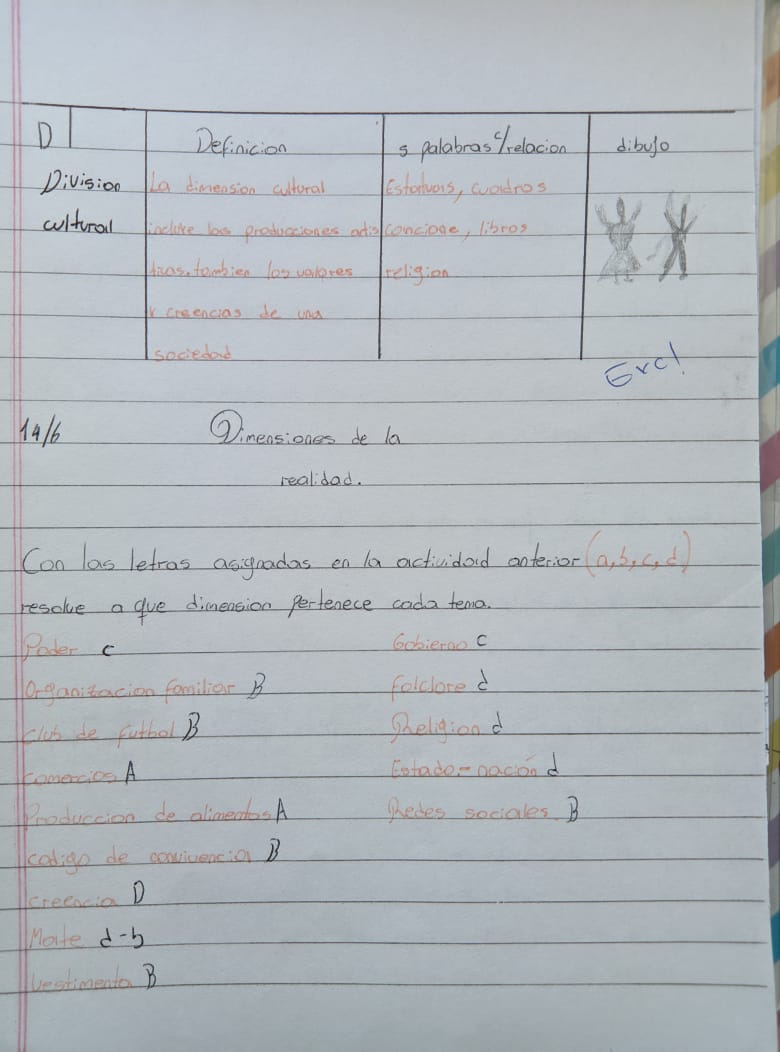 D Definicion 5 palabras c/relacion dibujo
Division La dimension cultural Estatuas, cuadros
cultural incluye las producciones artis cancione, libros
ticas. tambien los valores religion
y creencias de una
sociedad
Exc!
14/6 Dimensiones de la
realidad.
Con las letras asignadas en la actividad anterior (a,b,c,d)
resolve a que dimension pertenece cada tema.
Poder c Gobierno c
Organizacion familiar B Folclore d
Club de futbol B Religion d
Comercios A Estado-nación d
Produccion de alimentos A Redes sociales B
codigo de convivencia B
creencia D
Mate d-b
Vestimenta B